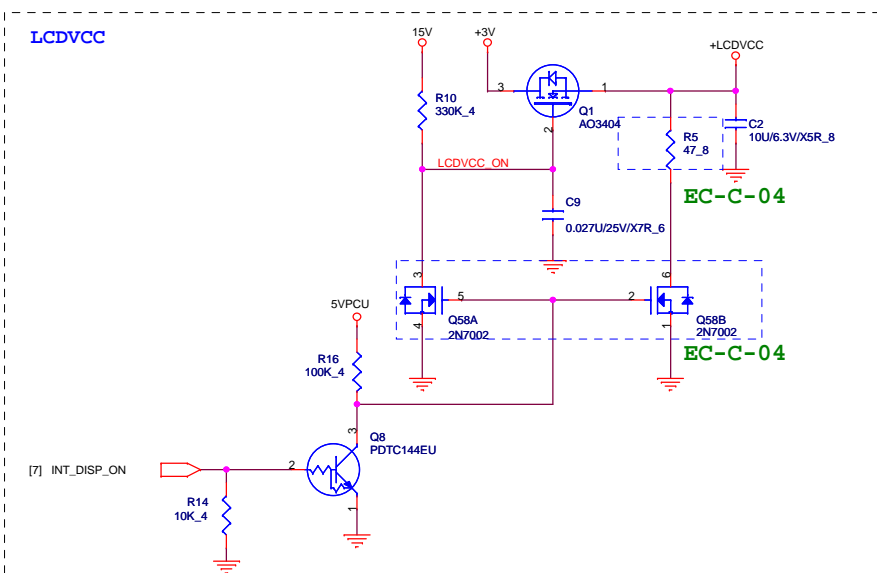 LCDVCC
15V
+3V
+LCDVCC
3
1
R10
330K_4
Q1
AO3404
2
C2
10U/6.3V/X5R_8
R5
47_8
LCDVCC_ON
EC-C-04
C9
0.027U/25V/X7R_6
3
6
5
2
5VPCU
Q58A
2N7002
4
Q58B
2N7002
1
EC-C-04
R16
100K_4
3
Q8
PDTC144EU
[7] INT_DISP_ON
2
R14
10K_4
1